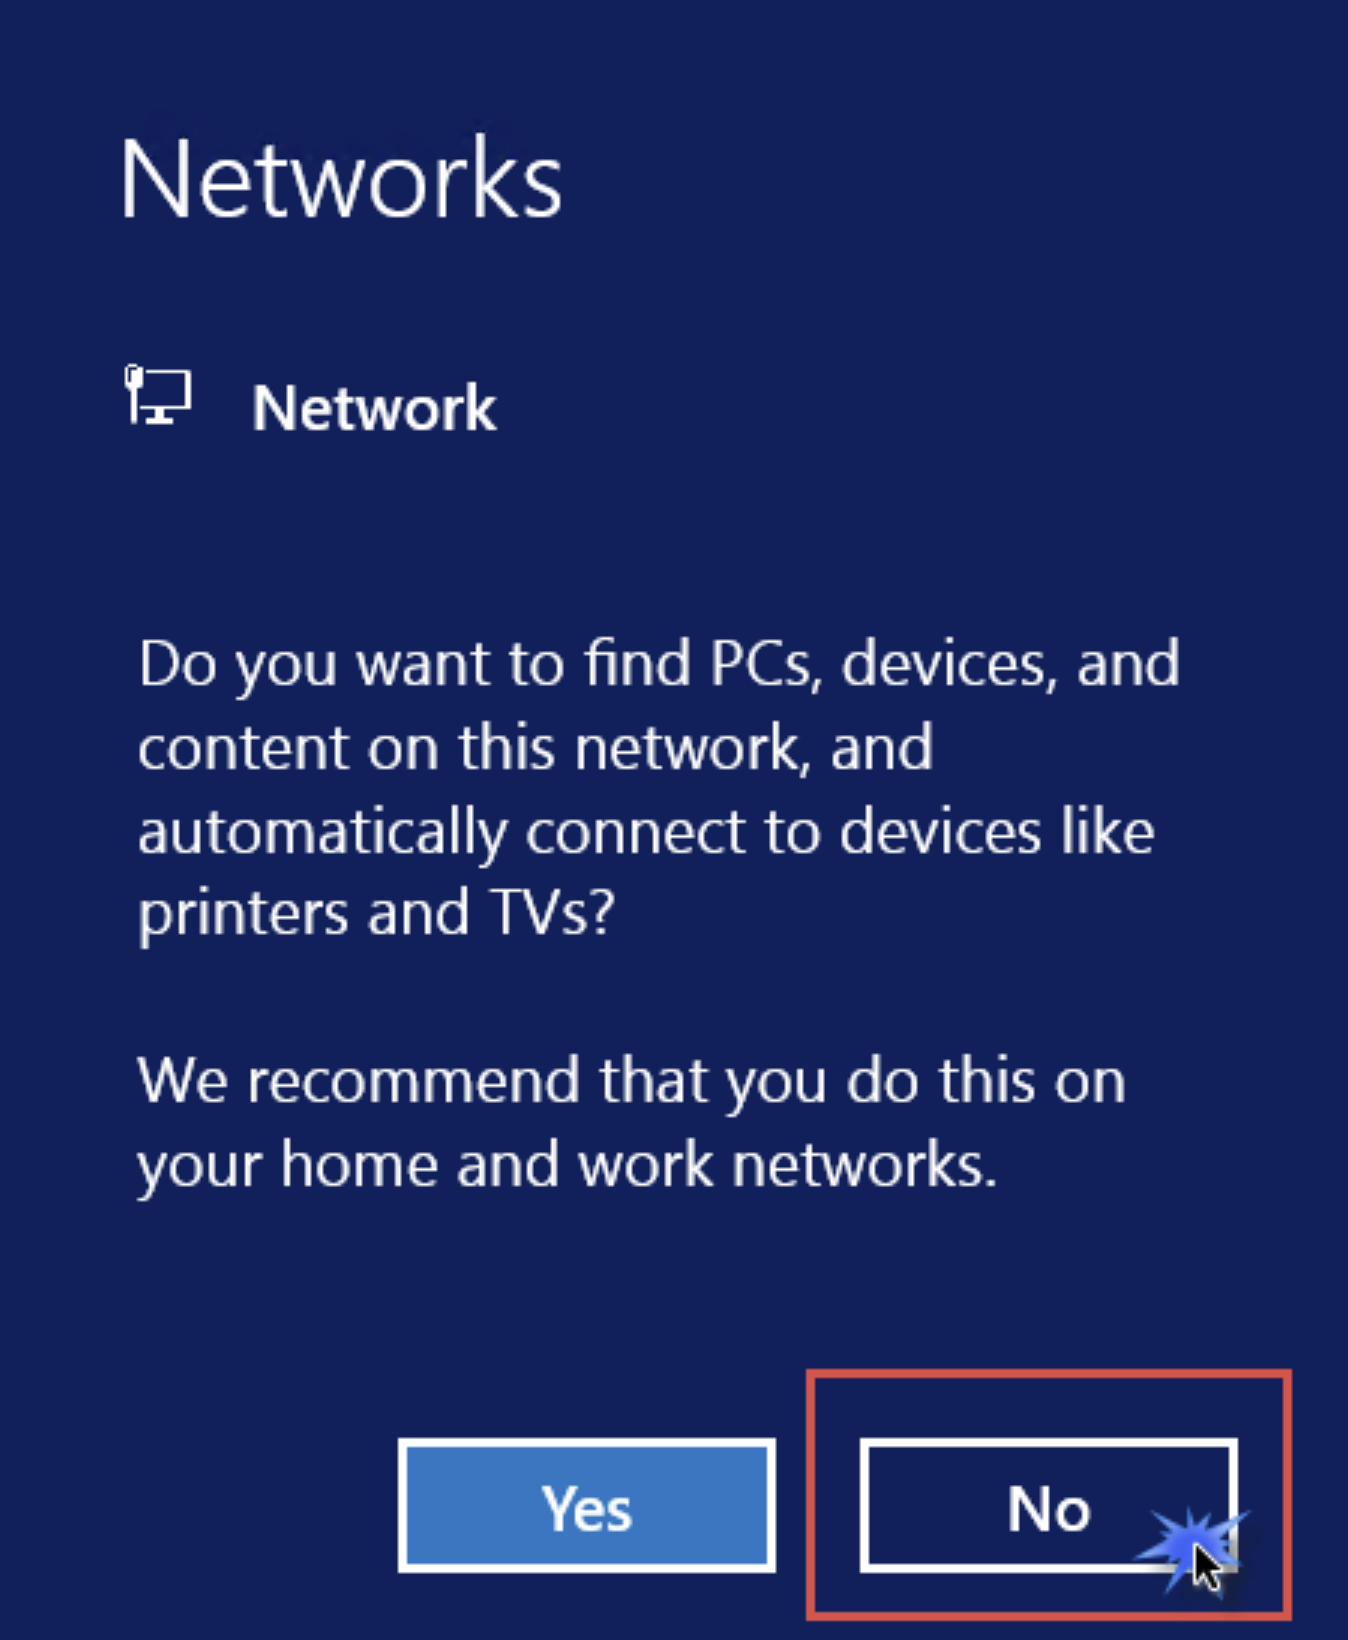 Networks
Network
Do you want to find PCs, devices, and
content on this network, and
automatically connect to devices like
printers and TVs?
We recommend that you do this on
your home and work networks.
Yes
No